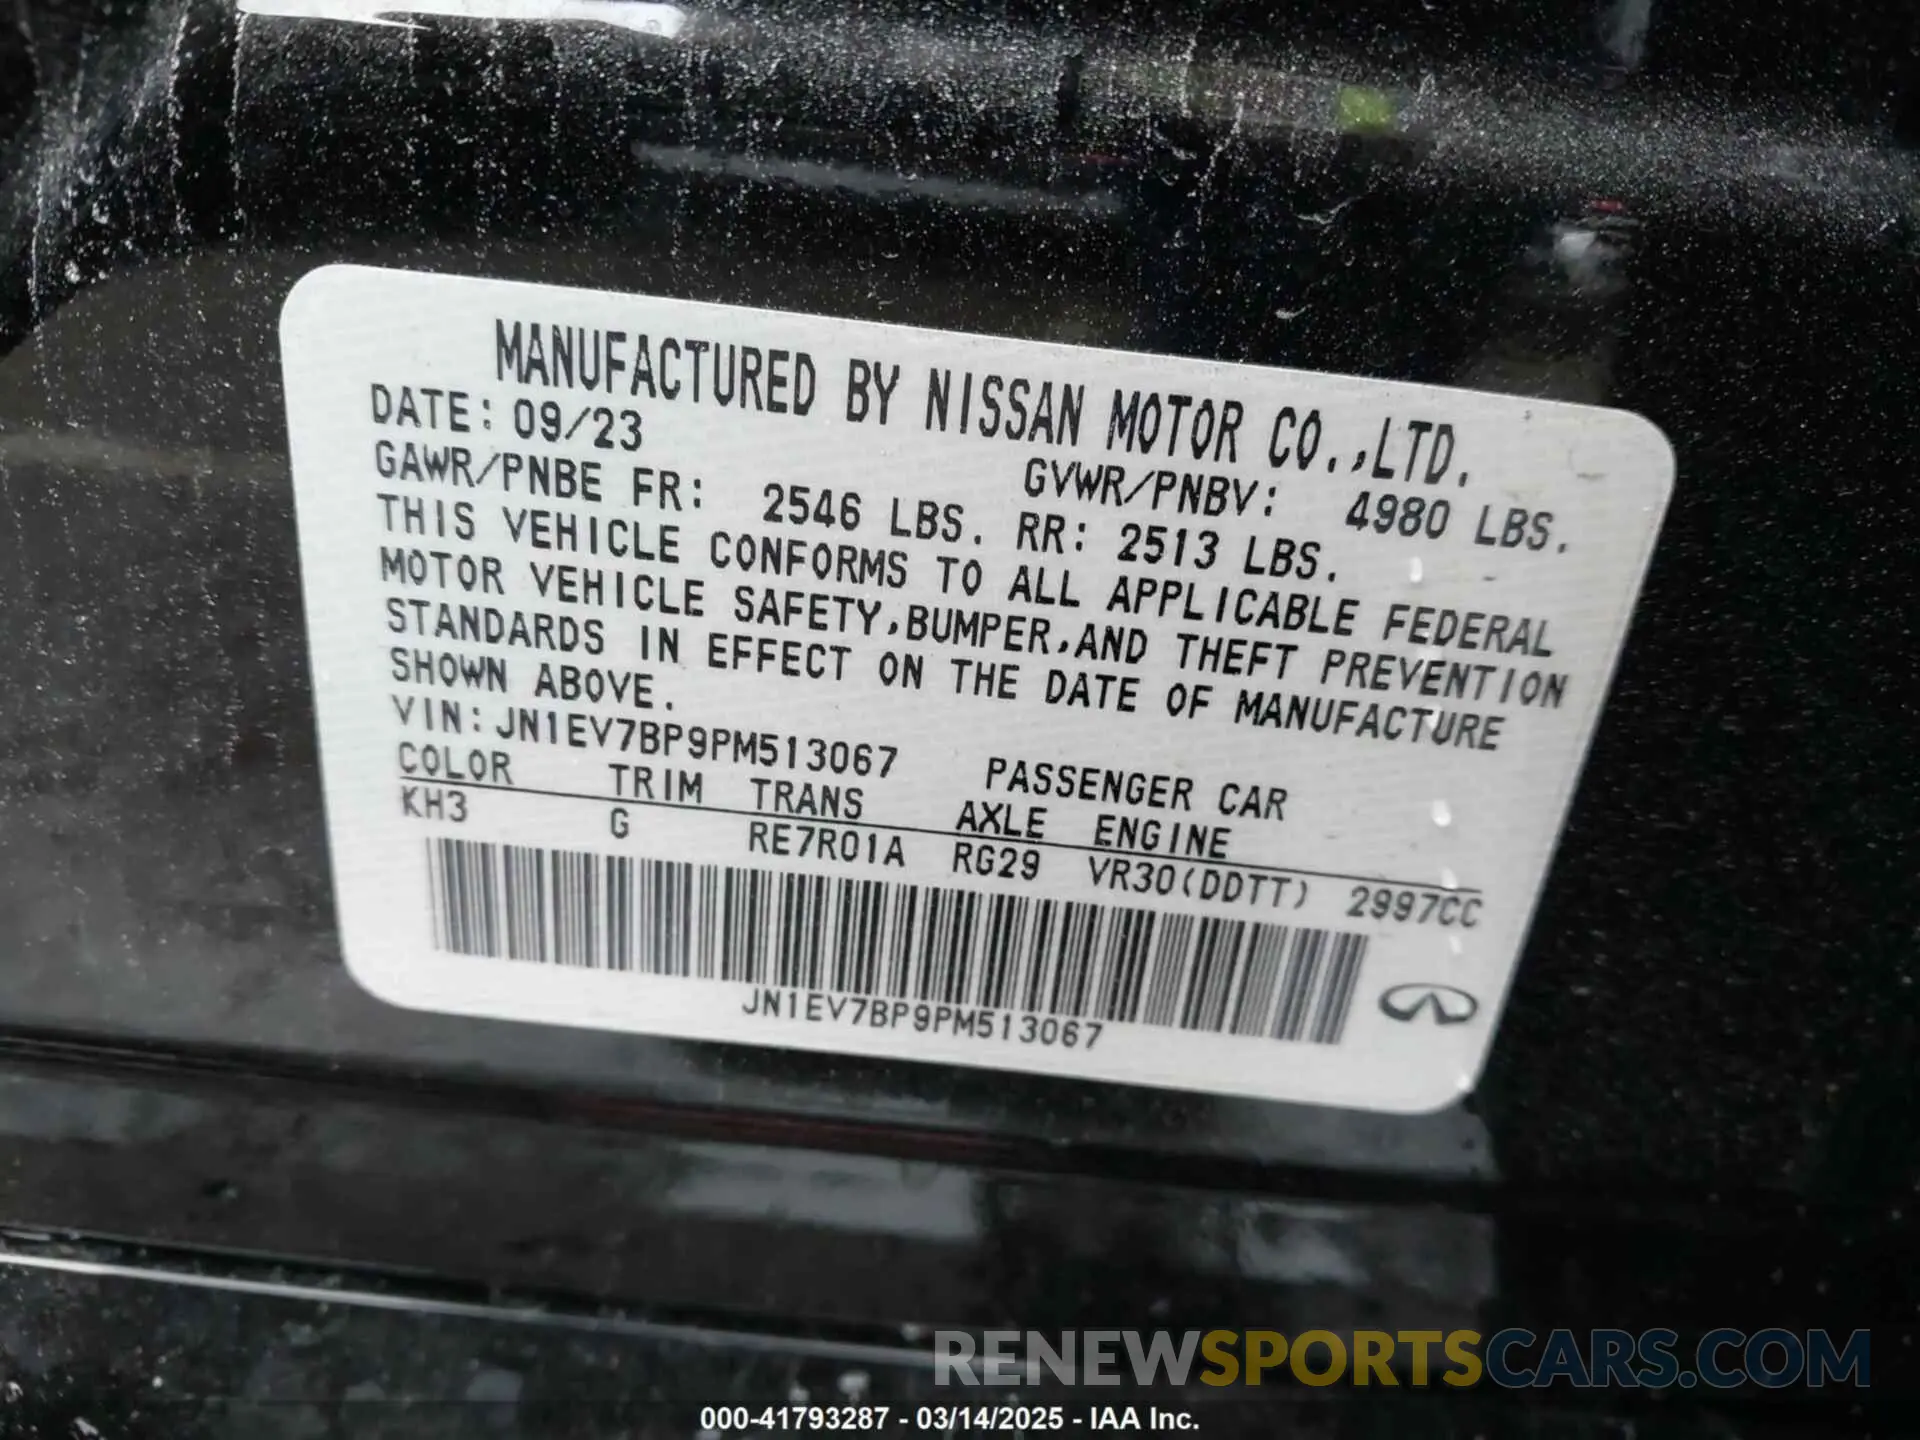 MANUFACTURED BY NISSAN MOTOR CO.,LTD.
DATE: 09/23 GVWR/PNBV: 4980 LBS.
GAWR/PNBE FR: 2546 LBS. RR: 2513 LBS.
THIS VEHICLE CONFORMS TO ALL APPLICABLE FEDERAL
MOTOR VEHICLE SAFETY,BUMPER,AND THEFT PREVENTION
STANDARDS IN EFFECT ON THE DATE OF MANUFACTURE
SHOWN ABOVE.
VIN:JN1EV7BP9PM513067 PASSENGER CAR
COLOR TRIM TRANS AXLE ENGINE
KH3 G RE7R01A RG29 VR30(DDTT) 2997CC
JN1EV7BP9PM513067
RENEWSPORTSCARS.COM
000-41793287 - 03/14/2025 - IAA Inc.